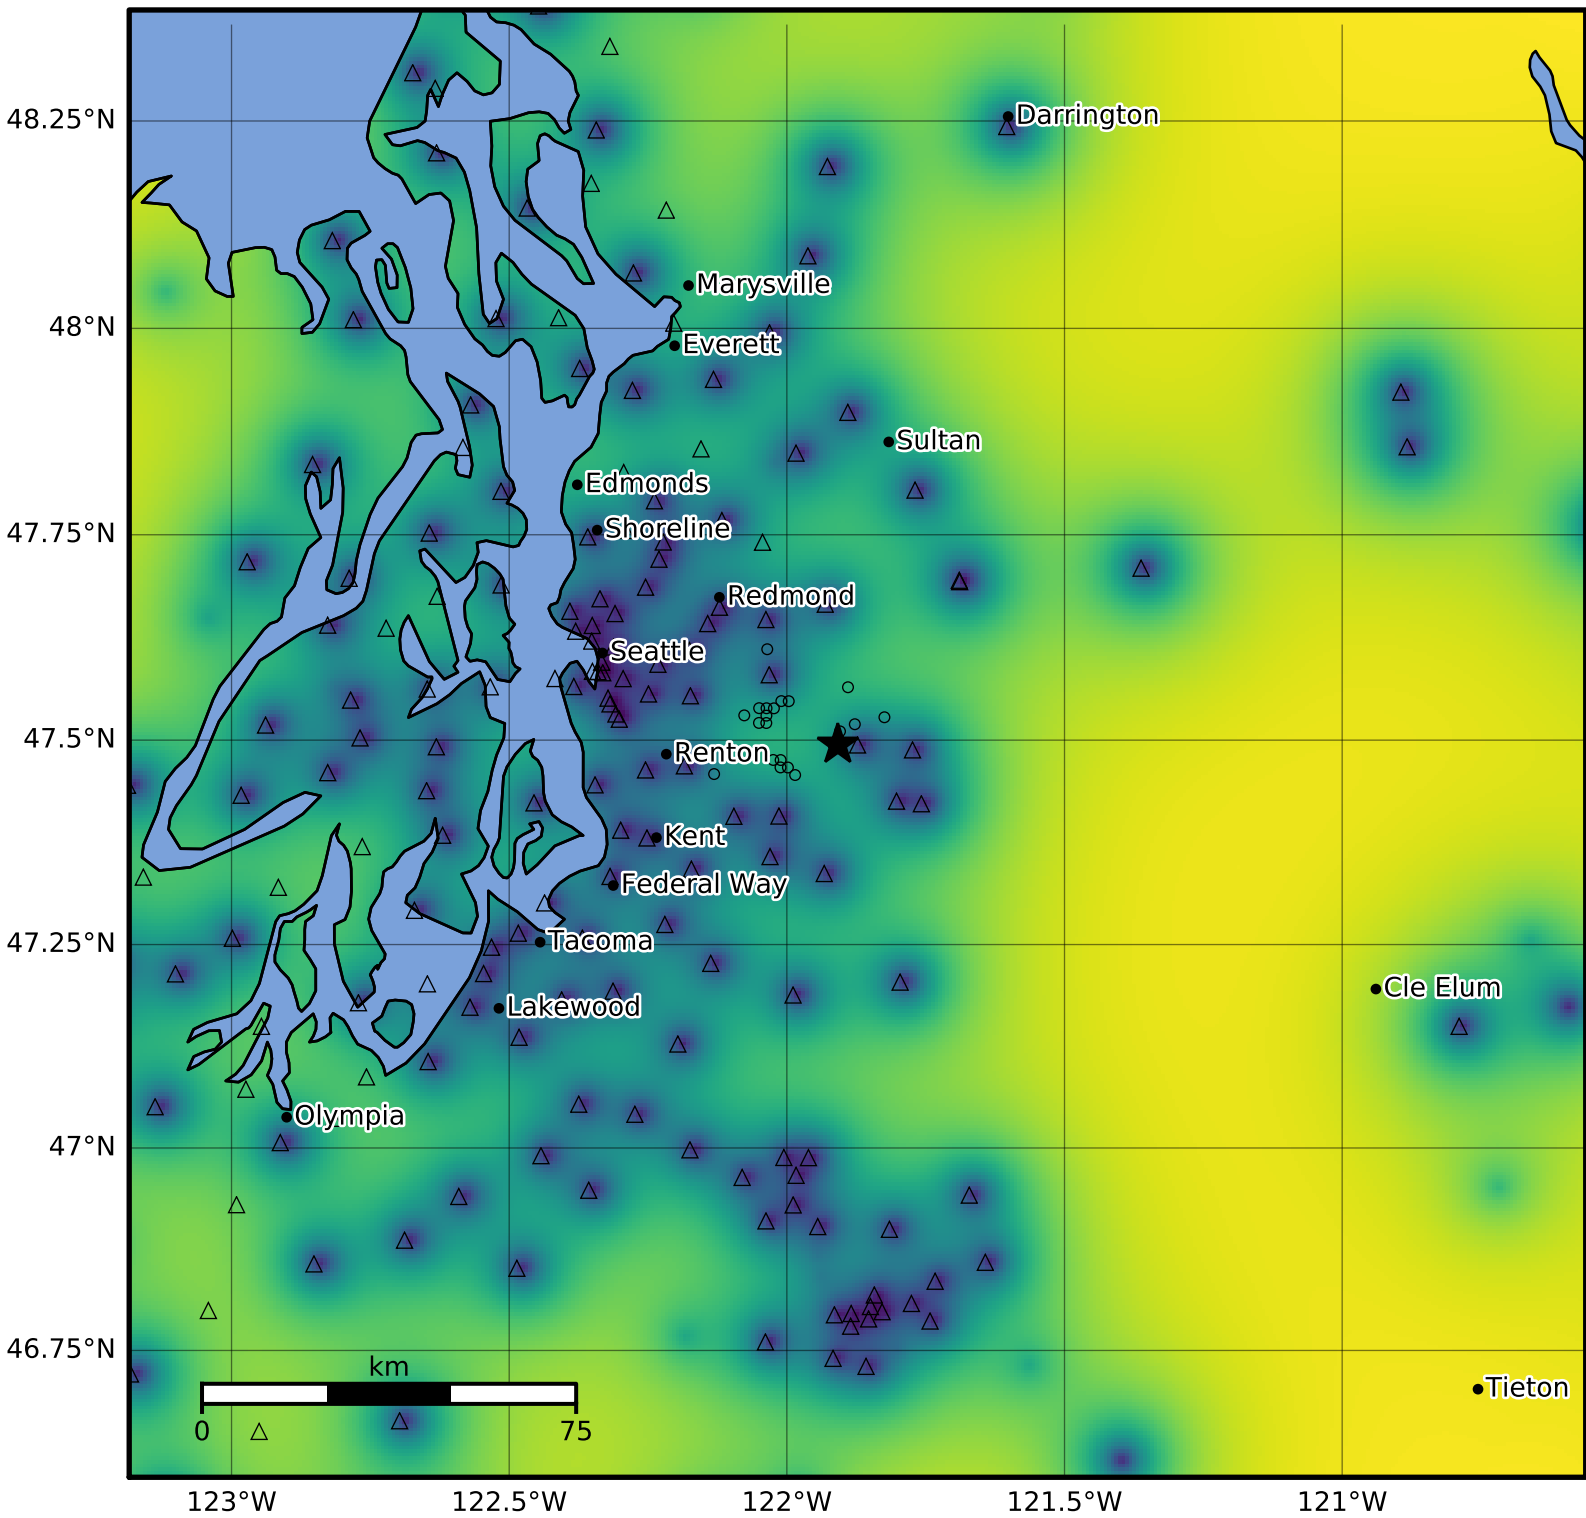 48.25°N
Darrington
Marysville
48°N
Everett
Sultan
Edmonds
47.75°N
Shoreline
Redmond
Seattle
47.5°N
Renton
Kent
Federal Way
47.25°N
Tacoma
Cle Elum
Lakewood
Olympia
47°N
46.75°N
km
Tieton
0 75
123°W 122.5°W 122°W 121.5°W 121°W